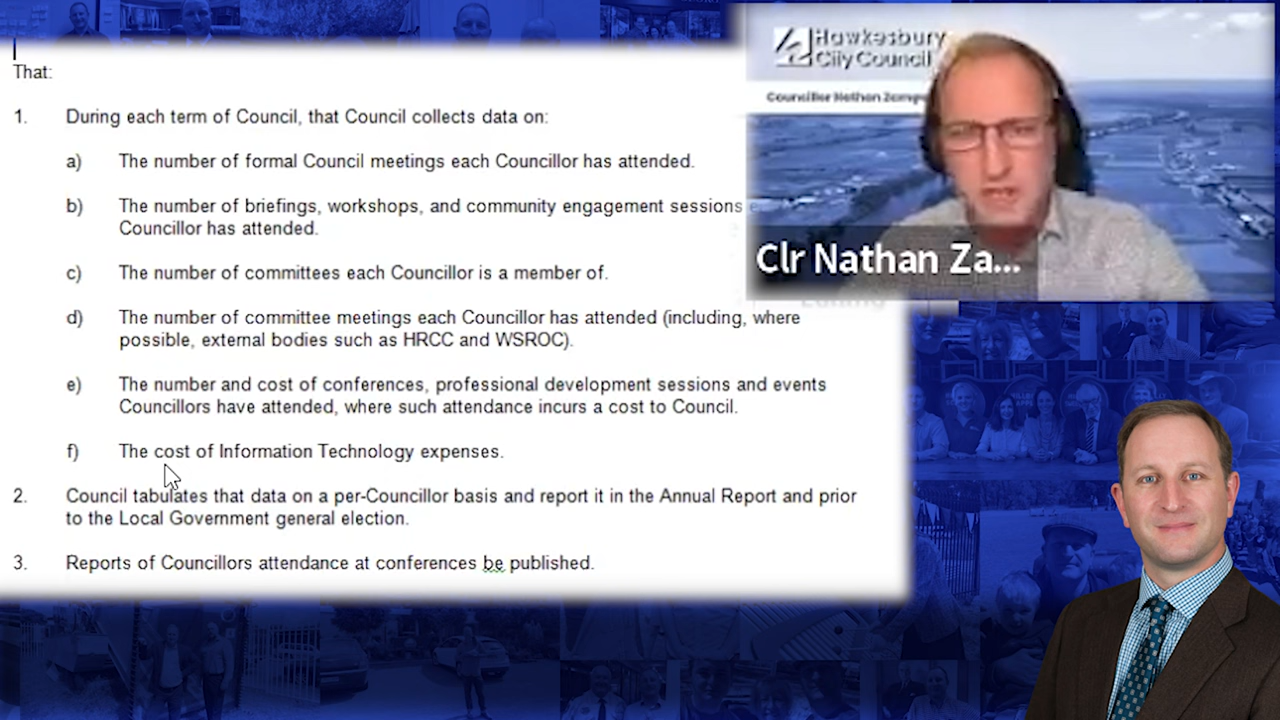 That:
1. During each term of Council, that Council collects data on:
a) The number of formal Council meetings each Councillor has attended.
b) The number of briefings, workshops, and community engagement sessions
Councillor has attended.
c) The number of committees each Councillor is a member of.
d) The number of committee meetings each Councillor has attended (including, where
possible, external bodies such as HRCC and WSROC).
e) The number and cost of conferences, professional development sessions and events
Councillors have attended, where such attendance incurs a cost to Council.
f) The cost of Information Technology expenses.
2. Council tabulates that data on a per-Councillor basis and report it in the Annual Report and prior
to the Local Government general election.
3. Reports of Councillors attendance at conferences be published.
Hawkesbury
City Council
Councillor Nathan Zamp
Clr Nathan Za...